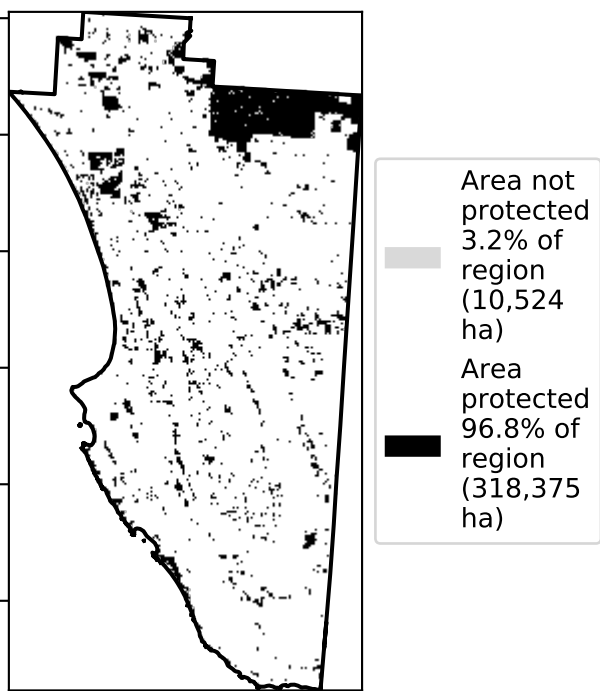 Area not
protected
3.2% of
region
(10,524
ha)
Area
protected
96.8% of
region
(318,375
ha)